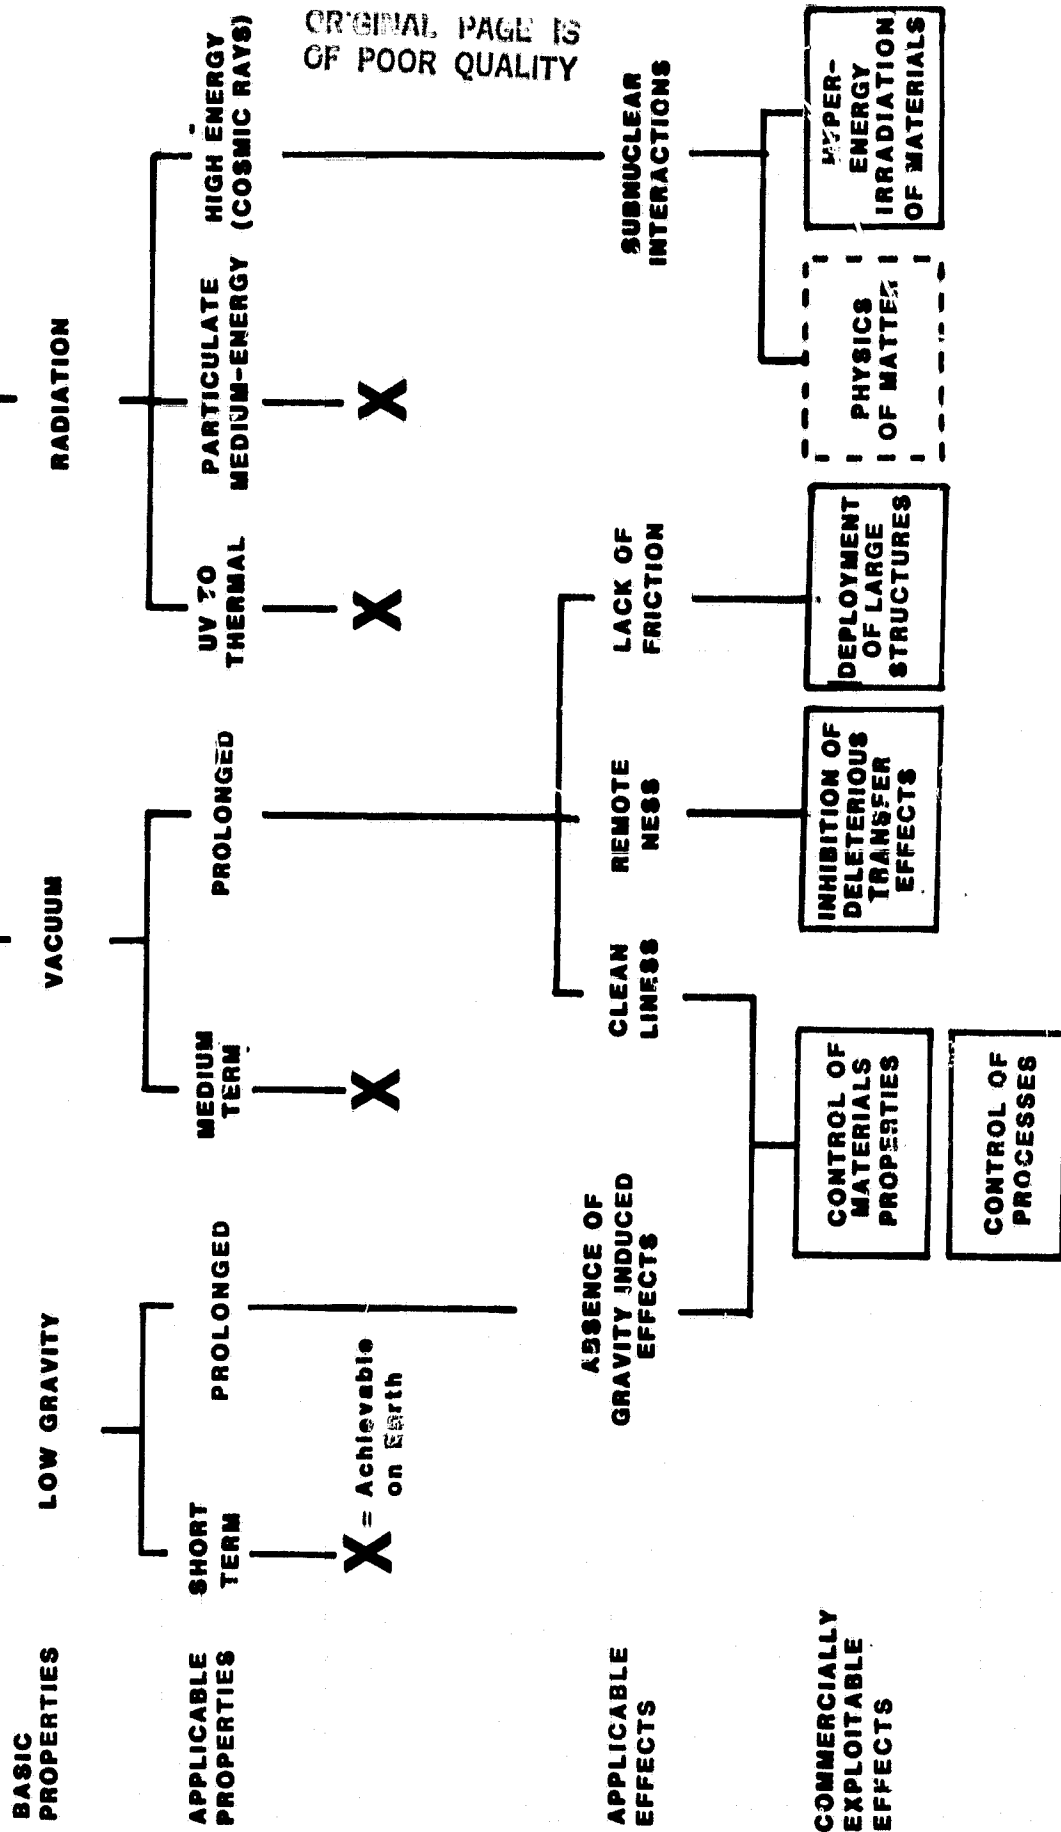 ORIGINAL PAGE IS
OF POOR QUALITY
BASIC
PROPERTIES
LOW GRAVITY
VACUUM
RADIATION
APPLICABLE
PROPERTIES
SHORT
TERM
PROLONGED
MEDIUM
TERM
PROLONGED
UV TO
THERMAL
PARTICULATE
MEDIUM-ENERGY
HIGH ENERGY
(COSMIC RAYS)
X = Achievable
on Earth
X
X
X
APPLICABLE
EFFECTS
ABSENCE OF
GRAVITY INDUCED
EFFECTS
CLEAN
LINESS
REMOTE
NESS
LACK OF
FRICTION
SUBNUCLEAR
INTERACTIONS
COMMERCIALLY
EXPLOITABLE
EFFECTS
CONTROL OF
MATERIALS
PROPERTIES
CONTROL OF
PROCESSES
INHIBITION OF
DELETERIOUS
TRANSFER
EFFECTS
DEPLOYMENT
OF LARGE
STRUCTURES
PHYSICS
OF MATTER
HYPER-
ENERGY
IRRADIATION
OF MATERIALS